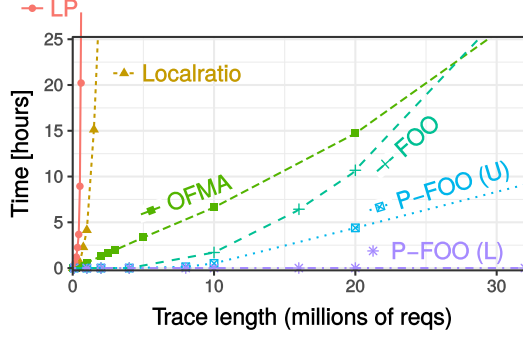 LP
25
20
15
10
5
0
Time [hours]
Localratio
OFMA
FOO
P−FOO (U)
P−FOO (L)
0 10 20 30
Trace length (millions of reqs)